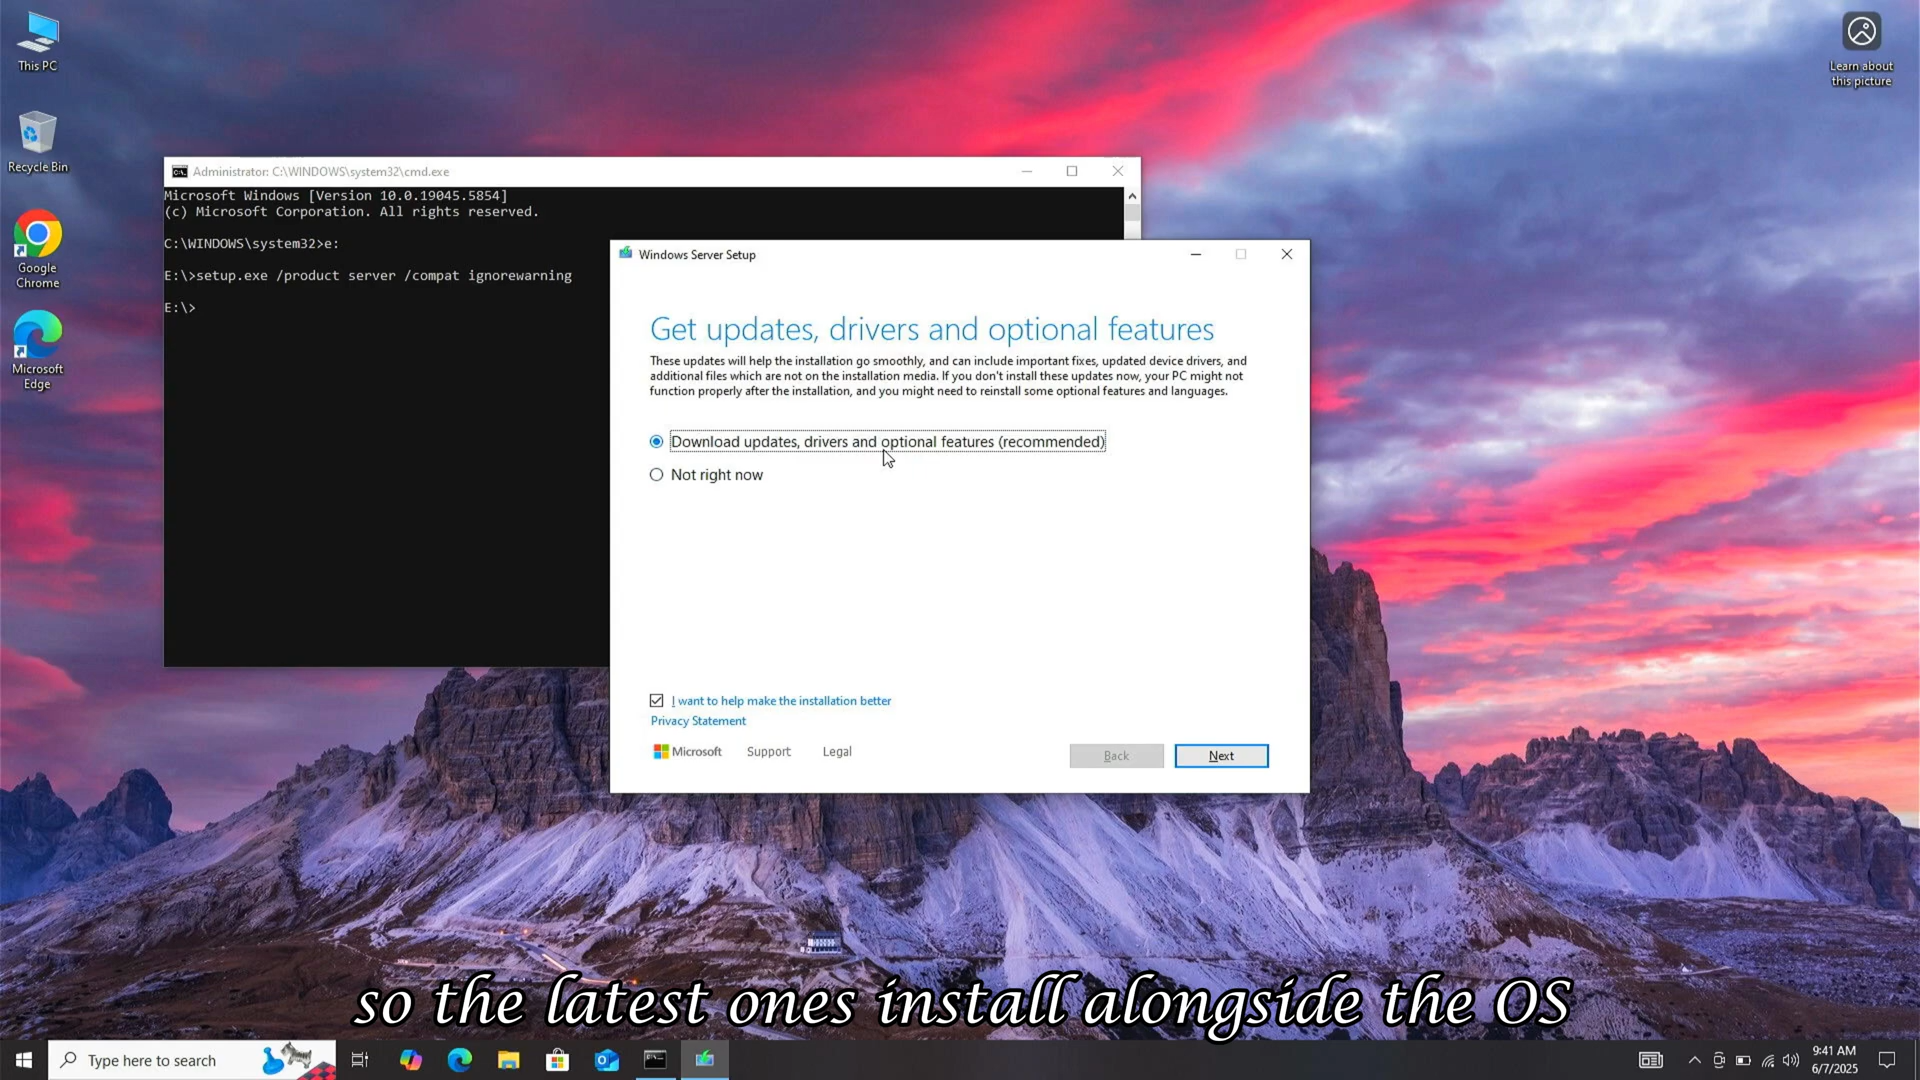 This PC
Recycle Bin
Google
Chrome
Microsoft
Edge
Learn about
this picture
Administrator: C:\WINDOWS\system32\cmd.exe
Microsoft Windows [Version 10.0.19045.5854]
(c) Microsoft Corporation. All rights reserved.
C:\WINDOWS\system32>e:
E:\>setup.exe /product server /compat ignorewarning
E:\>
Windows Server Setup
Get updates, drivers and optional features
These updates will help the installation go smoothly, and can include important fixes, updated device drivers, and
additional files which are not on the installation media. If you don't install these updates now, your PC might not
function properly after the installation, and you might need to reinstall some optional features and languages.
Download updates, drivers and optional features (recommended)
Not right now
I want to help make the installation better
Privacy Statement
Microsoft Support Legal
Back Next
so the latest ones install alongside the OS
Type here to search
9:41 AM
6/7/2025